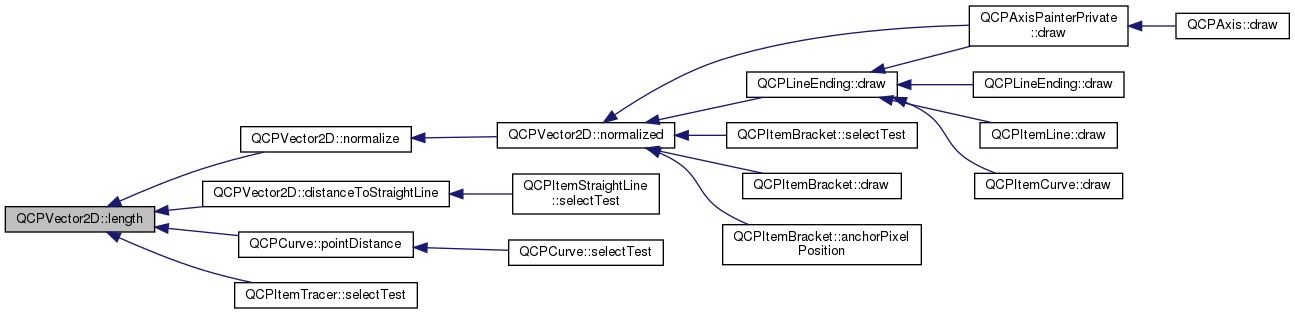 QCPVector2D::length
QCPVector2D::normalize
QCPVector2D::distanceToStraightLine
QCPCurve::pointDistance
QCPItemTracer::selectTest
QCPVector2D::normalized
QCPItemStraightLine
::selectTest
QCPCurve::selectTest
QCPLineEnding::draw
QCPItemBracket::selectTest
QCPItemBracket::draw
QCPItemBracket::anchorPixel
Position
QCPAxisPainterPrivate
::draw
QCPLineEnding::draw
QCPItemLine::draw
QCPItemCurve::draw
QCPAxis::draw